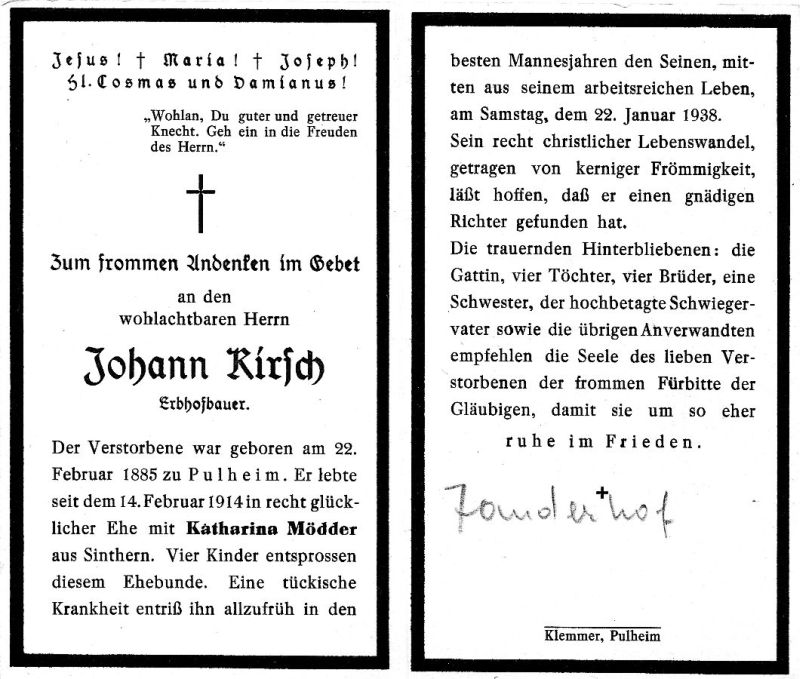 Jesus! † Maria! † Joseph!
Hl. Cosmas und Damianus!
„Wohlan, Du guter und getreuer
Knecht. Geh ein in die Freuden
des Herrn.“
Zum frommen Andenken im Gebet
an den
wohlachtbaren Herrn
Johann Kirsch
Erbhofbauer.
Der Verstorbene war geboren am 22.
Februar 1885 zu Pulheim. Er lebte
seit dem 14. Februar 1914 in recht glück-
licher Ehe mit Katharina Mödder
aus Sinthern. Vier Kinder entsprossen
diesem Ehebunde. Eine tückische
Krankheit entriß ihn allzufrüh in den
besten Mannesjahren den Seinen, mit-
ten aus seinem arbeitsreichen Leben,
am Samstag, dem 22. Januar 1938.
Sein recht christlicher Lebenswandel,
getragen von kerniger Frömmigkeit,
läßt hoffen, daß er einen gnädigen
Richter gefunden hat.
Die trauernden Hinterbliebenen: die
Gattin, vier Töchter, vier Brüder, eine
Schwester, der hochbetagte Schwieger-
vater sowie die übrigen Anverwandten
empfehlen die Seele des lieben Ver-
storbenen der frommen Fürbitte der
Gläubigen, damit sie um so eher
ruhe im Frieden.
Zanderhof
Klemmer, Pulheim